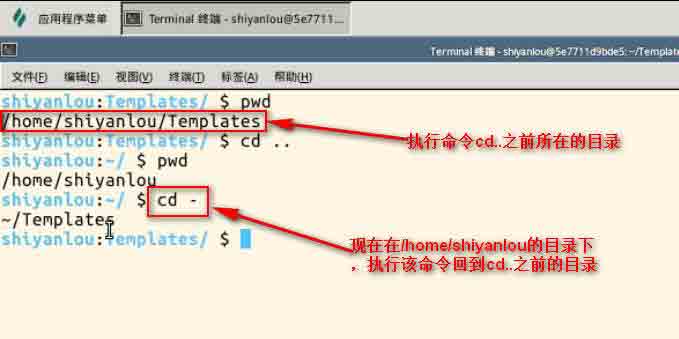 应用程序菜单
Terminal 终端 - shiyanlou@5e7711...
Terminal 终端 - shiyanlou@5e7711d9bde5: ~/Templa
文件(F) 编辑(E) 视图(V) 终端(T) 标签(A) 帮助(H)
shiyanlou:Templates/ $ pwd
/home/shiyanlou/Templates
shiyanlou:Templates/ $ cd ..
执行命令cd..之前所在的目录
shiyanlou:~/ $ pwd
/home/shiyanlou
shiyanlou:~/ $ cd -
~/Templates
shiyanlou:Templates/ $
现在在/home/shiyanlou的目录下
，执行该命令回到cd..之前的目录